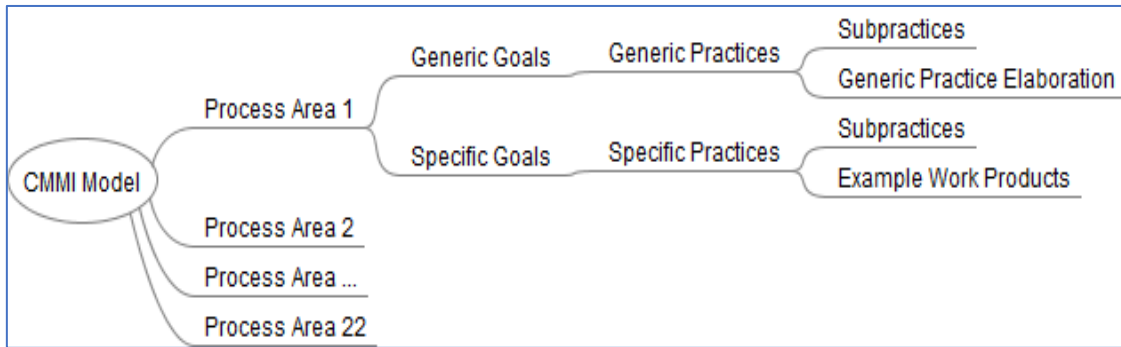 CMMI Model
Process Area 1
Generic Goals
Generic Practices
Subpractices
Generic Practice Elaboration
Specific Goals
Specific Practices
Subpractices
Example Work Products
Process Area 2
Process Area ...
Process Area 22